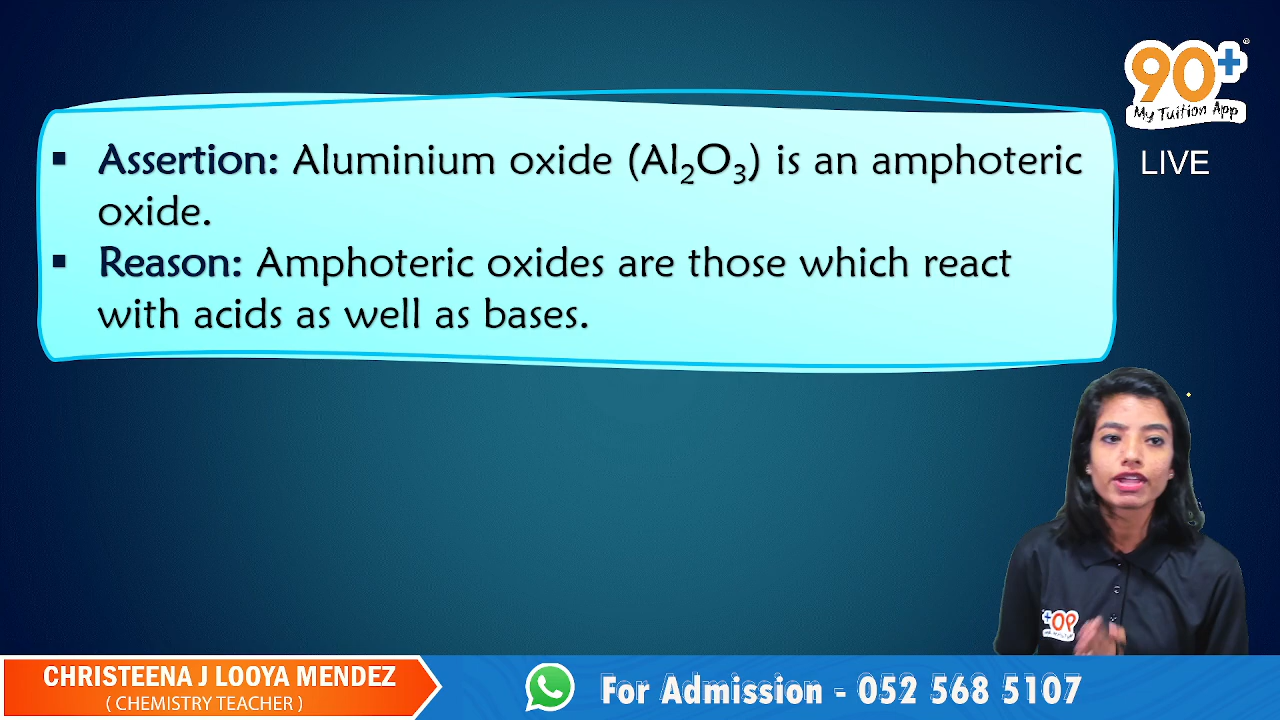 90+
My Tuition App
LIVE
▪ Assertion: Aluminium oxide (Al₂O₃) is an amphoteric
oxide.
▪ Reason: Amphoteric oxides are those which react
with acids as well as bases.
CHRISTEENA J LOOYA MENDEZ
( CHEMISTRY TEACHER )
For Admission - 052 568 5107